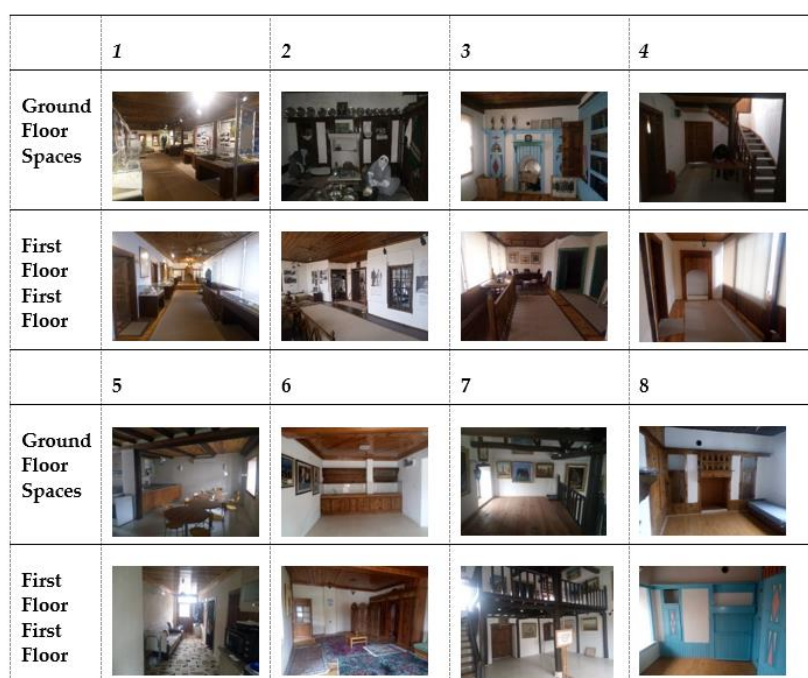 1 2 3 4
Ground
Floor
Spaces
First
Floor
First
Floor
5 6 7 8
Ground
Floor
Spaces
First
Floor
First
Floor